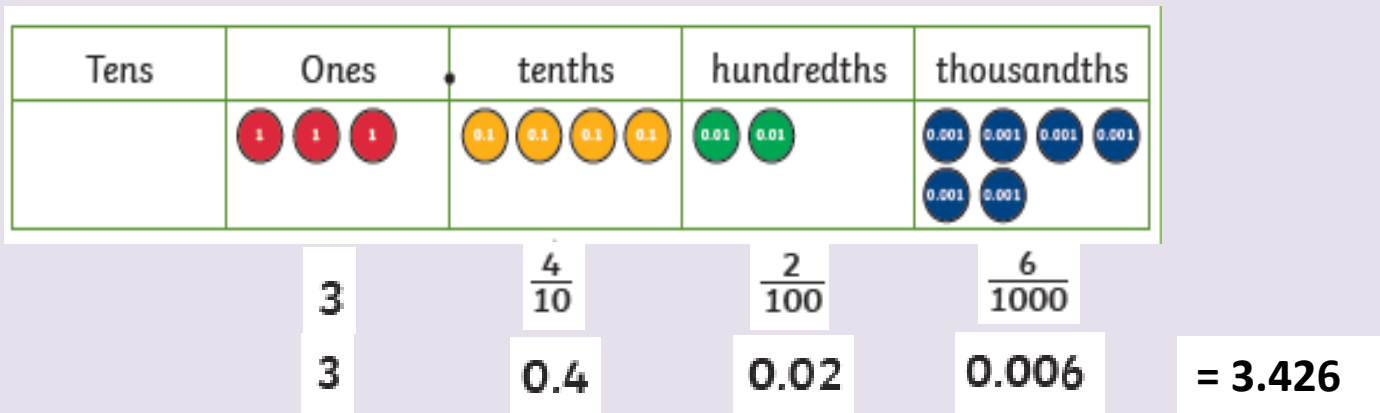 Tens Ones . tenths hundredths thousandths
1 1 1 0.1 0.1 0.1 0.1 0.01 0.01 0.001 0.001 0.001 0.001
0.001 0.001
3 4/10 2/100 6/1000
3 0.4 0.02 0.006 = 3.426